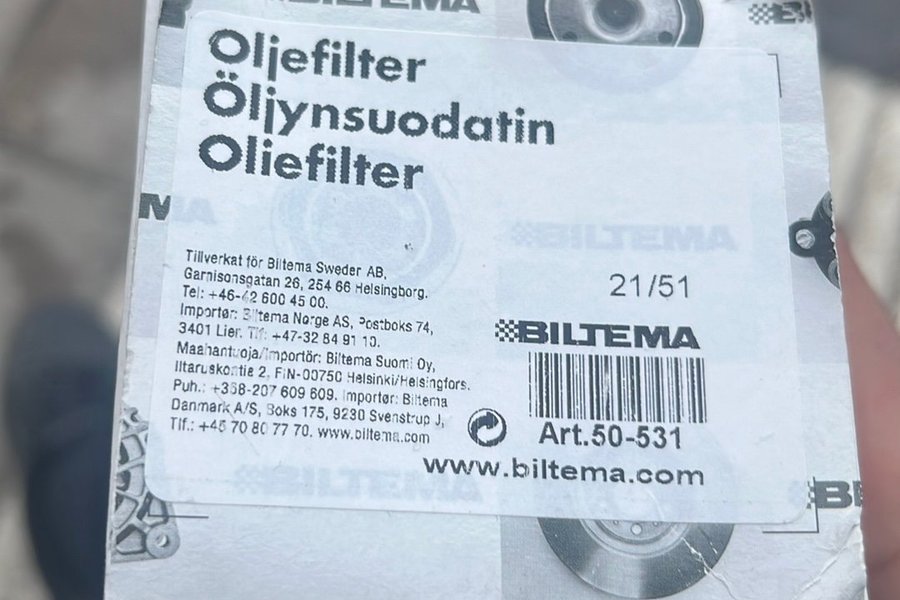 BILTEMA
Oljefilter
Öljynsuodatin
Oliefilter
BILTEMA
Tillverkat för Biltema Sweden AB,
Garnisonsgatan 26, 254 66 Helsingborg.
Tel: +46-42 600 45 00.
Importør: Biltema Norge AS, Postboks 74,
3401 Lier. Tlf: +47-32 84 91 10.
Maahantuoja/Importör: Biltema Suomi Oy,
Iltaruskontie 2, FIN-00750 Helsinki/Helsingfors.
Puh.: +358-207 609 609. Importør: Biltema
Danmark A/S, Boks 175, 9230 Svenstrup J,
Tlf.: +45 70 80 77 70. www.biltema.com
21/51
BILTEMA
Art.50-531
www.biltema.com
BILTEMA